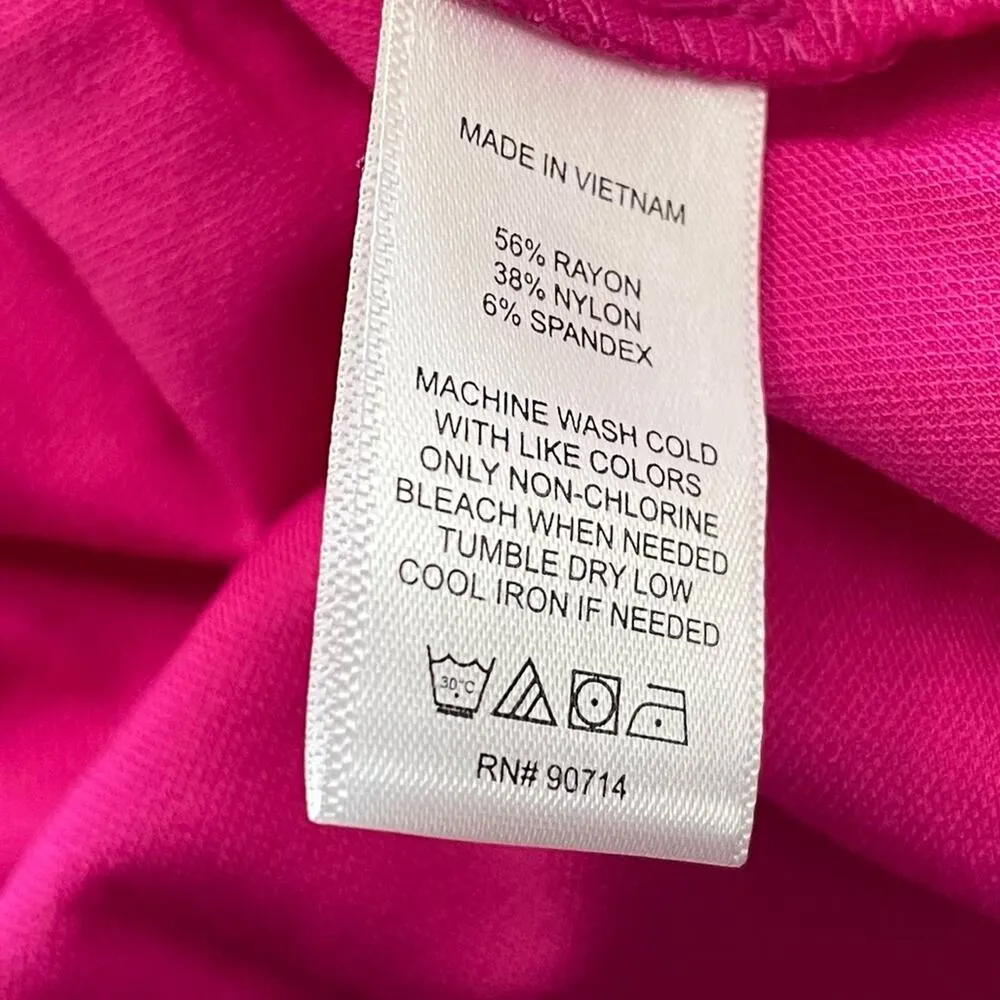 MADE IN VIETNAM
56% RAYON
38% NYLON
6% SPANDEX
MACHINE WASH COLD
WITH LIKE COLORS
ONLY NON-CHLORINE
BLEACH WHEN NEEDED
TUMBLE DRY LOW
COOL IRON IF NEEDED
30°C
RN# 90714